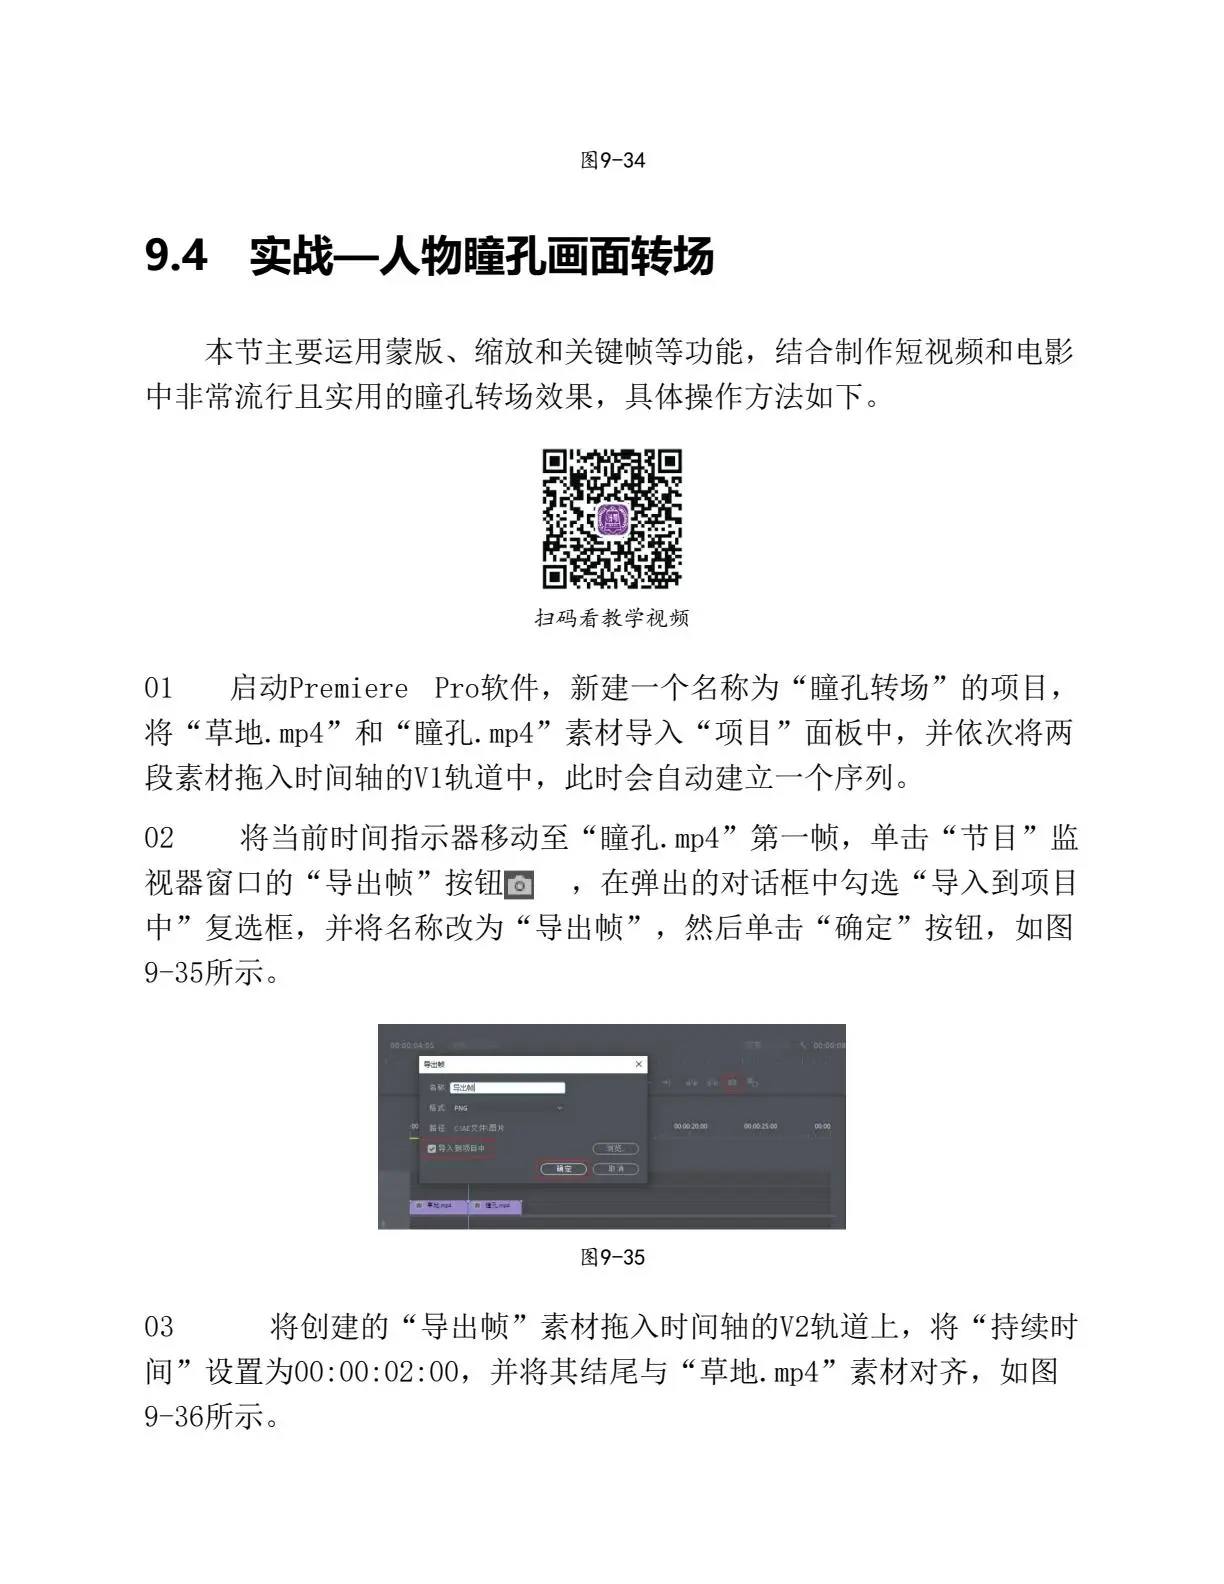 图9-34
9.4 实战—人物瞳孔画面转场
本节主要运用蒙版、缩放和关键帧等功能，结合制作短视频和电影
中非常流行且实用的瞳孔转场效果，具体操作方法如下。
扫码看教学视频
01 启动Premiere Pro软件，新建一个名称为“瞳孔转场”的项目，
将“草地.mp4”和“瞳孔.mp4”素材导入“项目”面板中，并依次将两
段素材拖入时间轴的V1轨道中，此时会自动建立一个序列。
02 将当前时间指示器移动至“瞳孔.mp4”第一帧，单击“节目”监
视器窗口的“导出帧”按钮 ，在弹出的对话框中勾选“导入到项目
中”复选框，并将名称改为“导出帧”，然后单击“确定”按钮，如图
9-35所示。
00:00:04:05
00:00:08
导出帧
名称: 导出帧
格式: PNG
路径: C:\AE文件\图片
导入到项目中
浏览...
确定 取消
00:00:20:00 00:00:25:00 00:00
草地.mp4 瞳孔.mp4
图9-35
03 将创建的“导出帧”素材拖入时间轴的V2轨道上，将“持续时
间”设置为00:00:02:00，并将其结尾与“草地.mp4”素材对齐，如图
9-36所示。